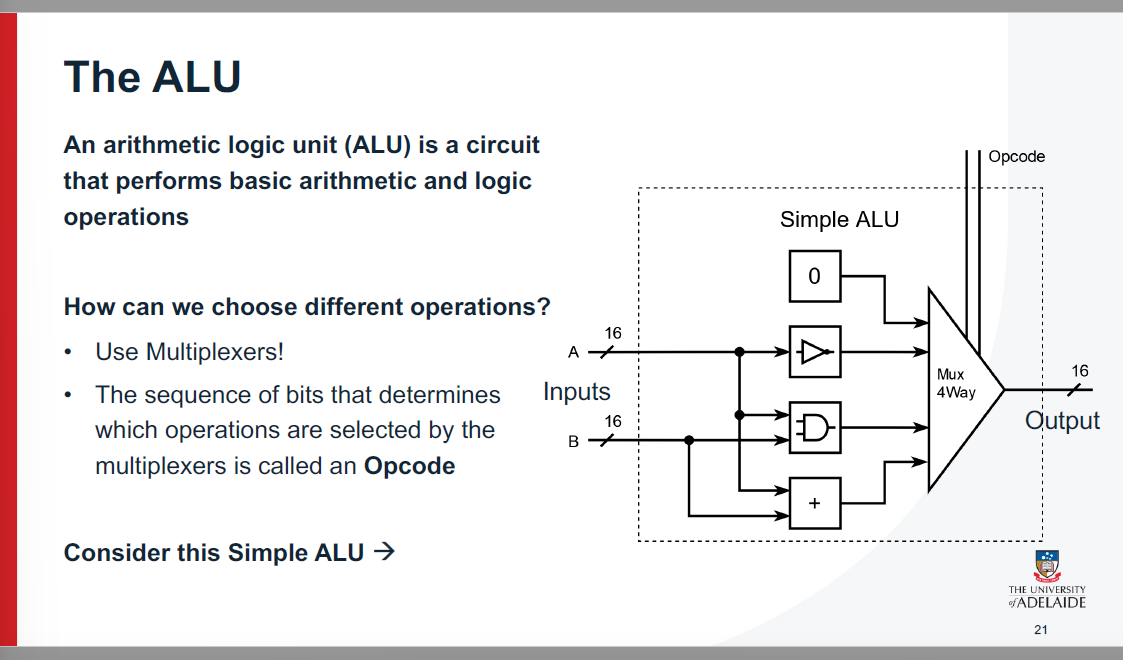 The ALU
An arithmetic logic unit (ALU) is a circuit
that performs basic arithmetic and logic
operations
How can we choose different operations?
• Use Multiplexers!
• The sequence of bits that determines
which operations are selected by the
multiplexers is called an Opcode
Consider this Simple ALU →
Opcode
Simple ALU
0
16
A
Inputs
16
B
+
Mux
4Way
16
Output
THE UNIVERSITY
of ADELAIDE
21